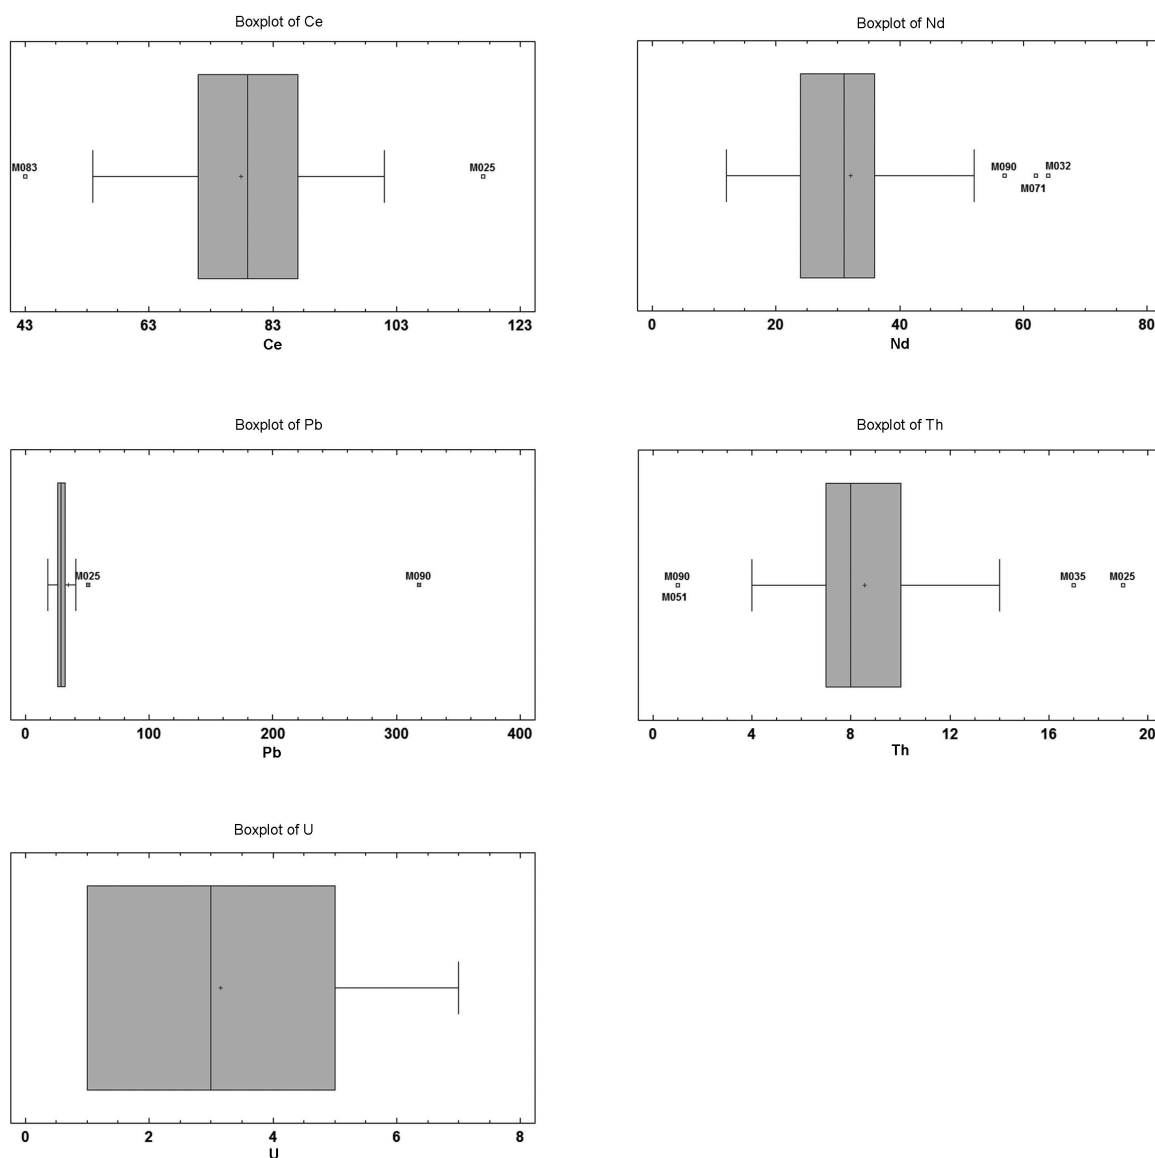 Boxplot of Ce
M083
M025
43 63 83 103 123
Ce
Boxplot of Nd
M090
M032
M071
0 20 40 60 80
Nd
Boxplot of Pb
M025
M090
0 100 200 300 400
Pb
Boxplot of Th
M090
M051
M035
M025
0 4 8 12 16 20
Th
Boxplot of U
0 2 4 6 8
U